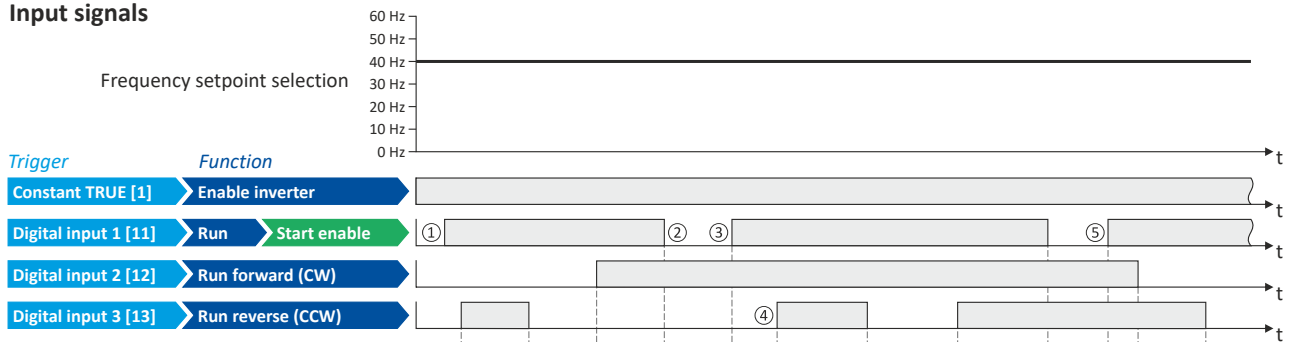 Input signals
60 Hz
50 Hz
40 Hz
Frequency setpoint selection
30 Hz
20 Hz
10 Hz
0 Hz
t
Trigger Function
Constant TRUE [1] Enable inverter
t
Digital input 1 [11] Run Start enable ① ② ③ ⑤
t
Digital input 2 [12] Run forward (CW)
t
Digital input 3 [13] Run reverse (CCW) ④
t